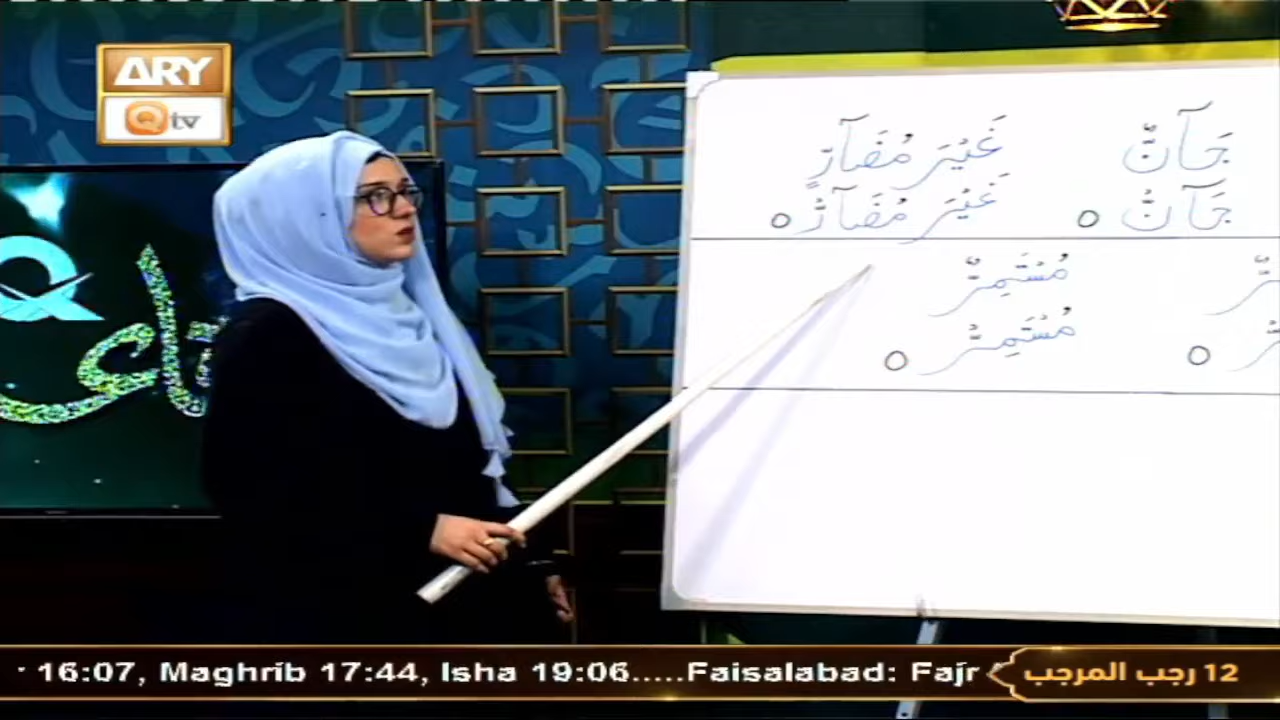 ARY
Qtv
جَآنٌّ غَيْرَ مُضَآرٍّ
جَآنّْ ○ غَيْرَ مُضَآرّْ ○
مُسْتَمِرٌّ
مُسْتَمِرّْ ○
16:07, Maghrib 17:44, Isha 19:06.....Faisalabad: Fajr
12 رجب المرجب